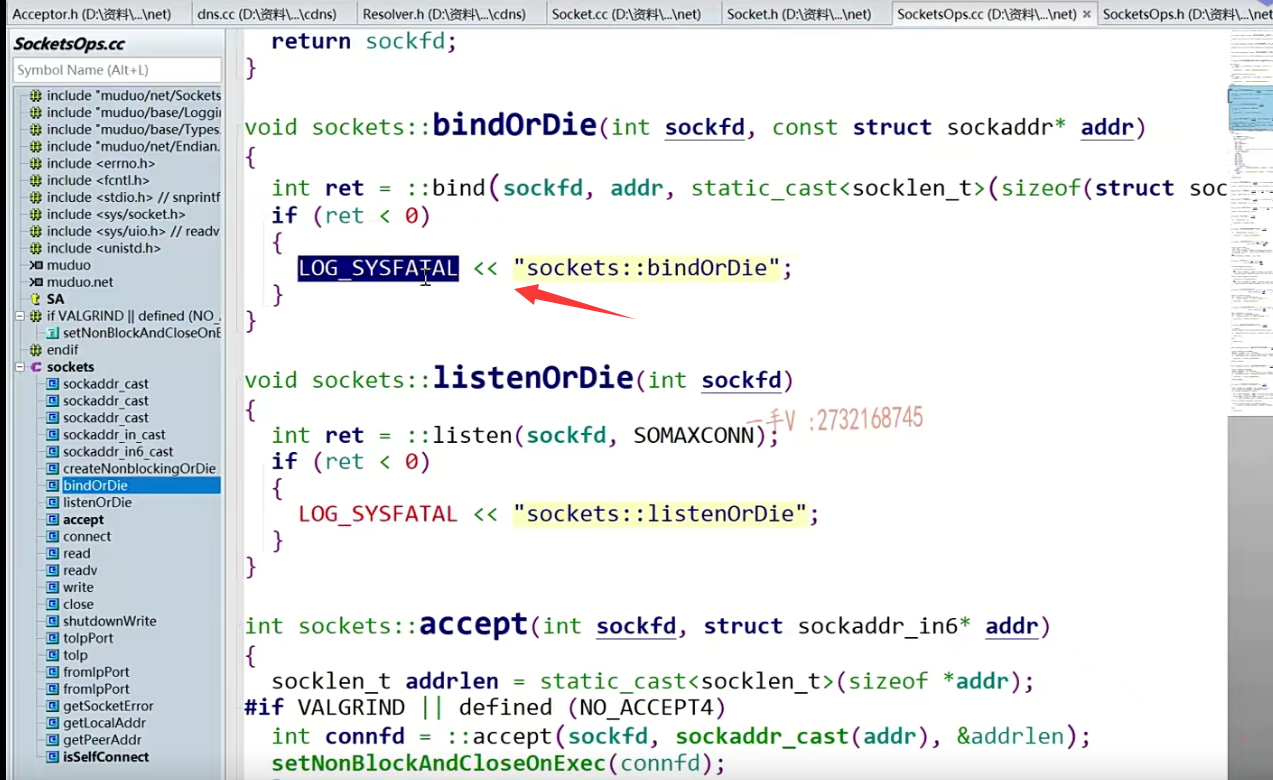 Acceptor.h (D:\资料\...\net)
dns.cc (D:\资料\...\cdns)
Resolver.h (D:\资料\...\cdns)
Socket.cc (D:\资料\...\net)
Socket.h (D:\资料\...\net)
SocketsOps.cc (D:\资料\...\net) ×
SocketsOps.h (D:\资料\...\net
SocketsOps.cc
Symbol Name (Alt+L)
include "muduo/net/Sockets
include "muduo/base/Loggin
include "muduo/base/Types.
include "muduo/net/Endian
include <errno.h>
include <fcntl.h>
include <stdio.h> // snprintf
include <sys/socket.h>
include <sys/uio.h> // readv
include <unistd.h>
muduo
muduo::net
SA
if VALGRIND || defined (NO_
setNonBlockAndCloseOnE
endif
sockets
sockaddr_cast
sockaddr_cast
sockaddr_cast
sockaddr_in_cast
sockaddr_in6_cast
createNonblockingOrDie
bindOrDie
listenOrDie
accept
connect
read
readv
write
close
shutdownWrite
toIpPort
toIp
fromIpPort
fromIpPort
getSocketError
getLocalAddr
getPeerAddr
isSelfConnect
return sockfd;
}
void sockets::bindOrDie(int sockfd, const struct sockaddr* addr)
{
int ret = ::bind(sockfd, addr, static_cast<socklen_t>(sizeof(struct soc
if (ret < 0)
{
LOG_SYSFATAL << "sockets::bindOrDie";
}
}
void sockets::listenOrDie(int sockfd)
{
int ret = ::listen(sockfd, SOMAXCONN);
一手V :2732168745
if (ret < 0)
{
LOG_SYSFATAL << "sockets::listenOrDie";
}
}
int sockets::accept(int sockfd, struct sockaddr_in6* addr)
{
socklen_t addrlen = static_cast<socklen_t>(sizeof *addr);
#if VALGRIND || defined (NO_ACCEPT4)
int connfd = ::accept(sockfd, sockaddr_cast(addr), &addrlen);
setNonBlockAndCloseOnExec(connfd);